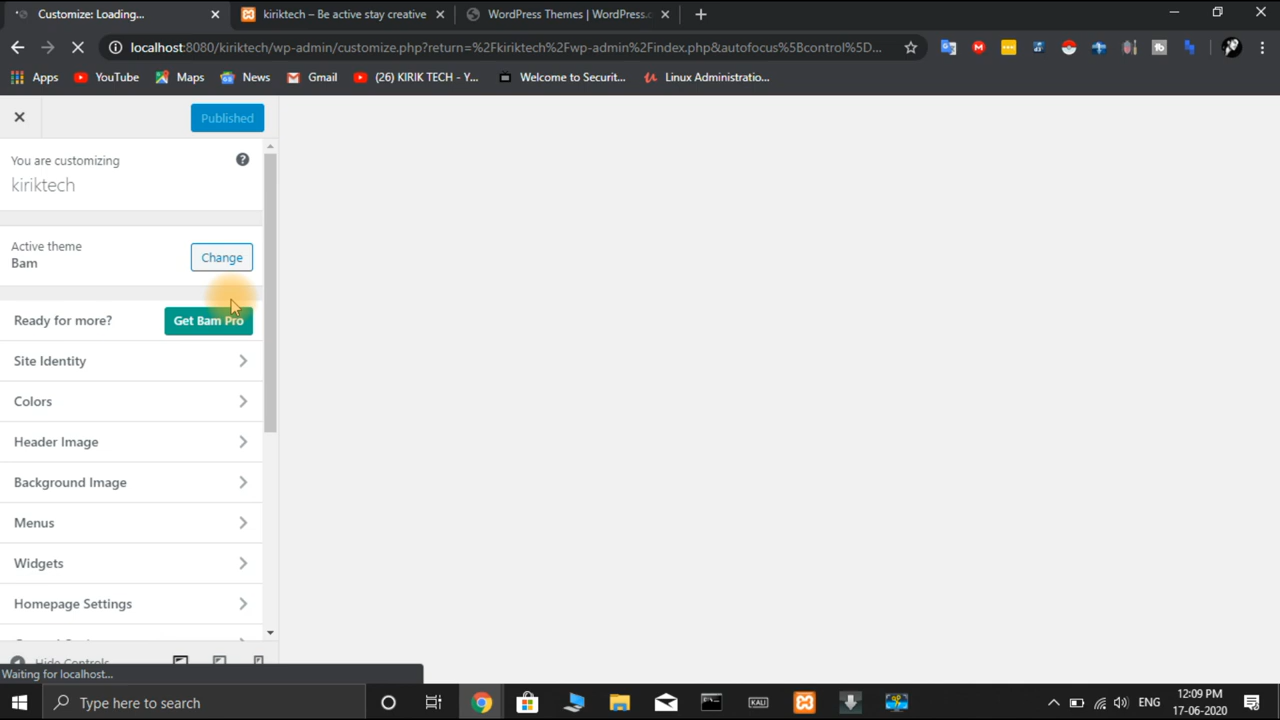 Customize: Loading...
kiriktech – Be active stay creative
WordPress Themes | WordPress.c
localhost:8080/kiriktech/wp-admin/customize.php?return=%2Fkiriktech%2Fwp-admin%2Findex.php&autofocus%5Bcontrol%5D...
Apps
YouTube
Maps
News
Gmail
(26) KIRIK TECH - Y...
Welcome to Securit...
Linux Administratio...
Published
You are customizing
kiriktech
Active theme
Bam
Change
Ready for more?
Get Bam Pro
Site Identity
Colors
Header Image
Background Image
Menus
Widgets
Homepage Settings
Hide Controls
Waiting for localhost...
Type here to search
KALI
ENG
12:09 PM
17-06-2020